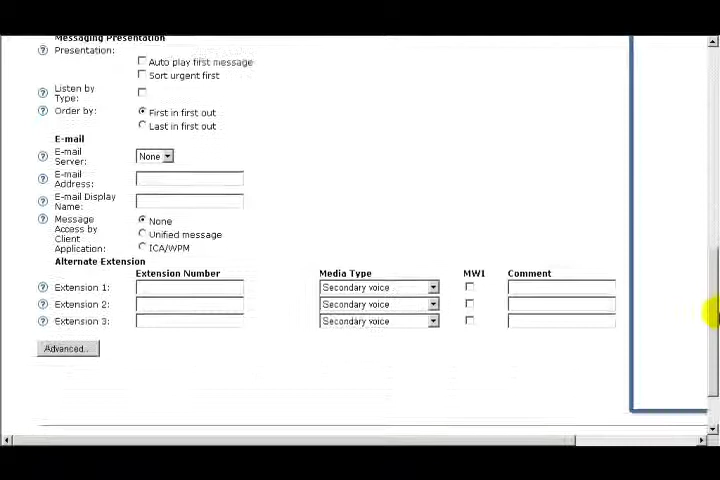 Messaging Presentation
Presentation:
Auto play first message
Sort urgent first
Listen by
Type:
Order by:
First in first out
Last in first out
E-mail
E-mail
Server:
None
E-mail
Address:
E-mail Display
Name:
Message
Access by
Client
Application:
None
Unified message
ICA/WPM
Alternate Extension
Extension Number Media Type MWI Comment
Extension 1: Secondary voice
Extension 2: Secondary voice
Extension 3: Secondary voice
Advanced...